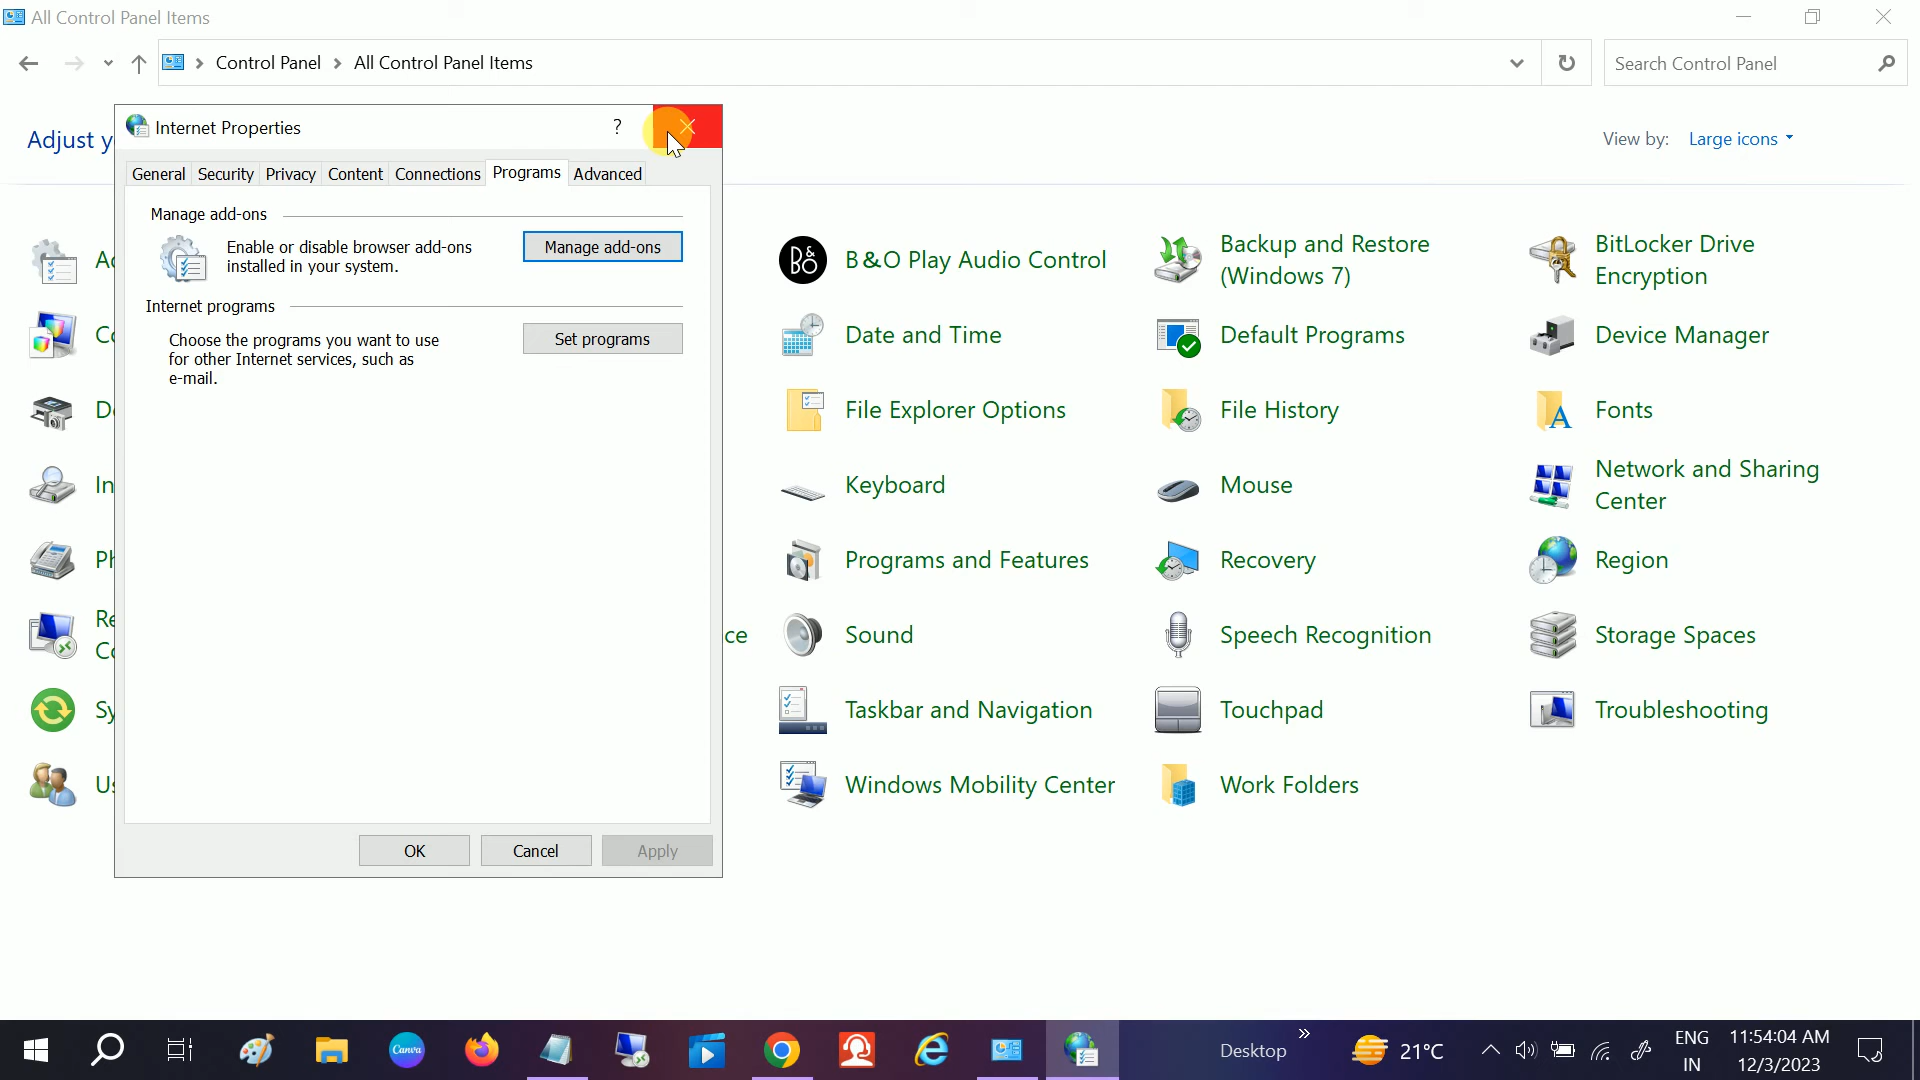 All Control Panel Items
Control Panel
All Control Panel Items
Search Control Panel
Adjust y
View by:
Large icons
Internet Properties
?
General
Security
Privacy
Content
Connections
Programs
Advanced
Manage add-ons
Enable or disable browser add-ons
installed in your system.
Manage add-ons
Internet programs
Choose the programs you want to use
for other Internet services, such as
e-mail.
Set programs
OK
Cancel
Apply
B&O Play Audio Control
Backup and Restore
(Windows 7)
BitLocker Drive
Encryption
Date and Time
Default Programs
Device Manager
File Explorer Options
File History
Fonts
In
Keyboard
Mouse
Network and Sharing
Center
Programs and Features
Recovery
Region
Re
ce
Sound
Speech Recognition
Storage Spaces
Sy
Taskbar and Navigation
Touchpad
Troubleshooting
Windows Mobility Center
Work Folders
Canva
Desktop
21°C
ENG
IN
11:54:04 AM
12/3/2023